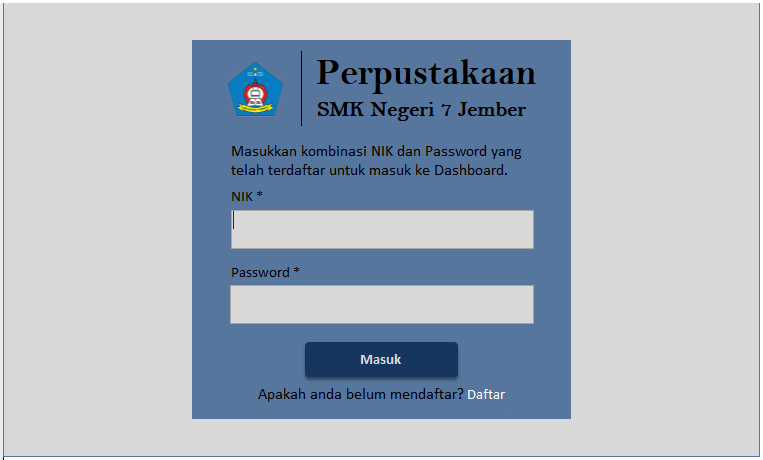 Perpustakaan
SMK Negeri 7 Jember
Masukkan kombinasi NIK dan Password yang
telah terdaftar untuk masuk ke Dashboard.
NIK *
Password *
Masuk
Apakah anda belum mendaftar? Daftar